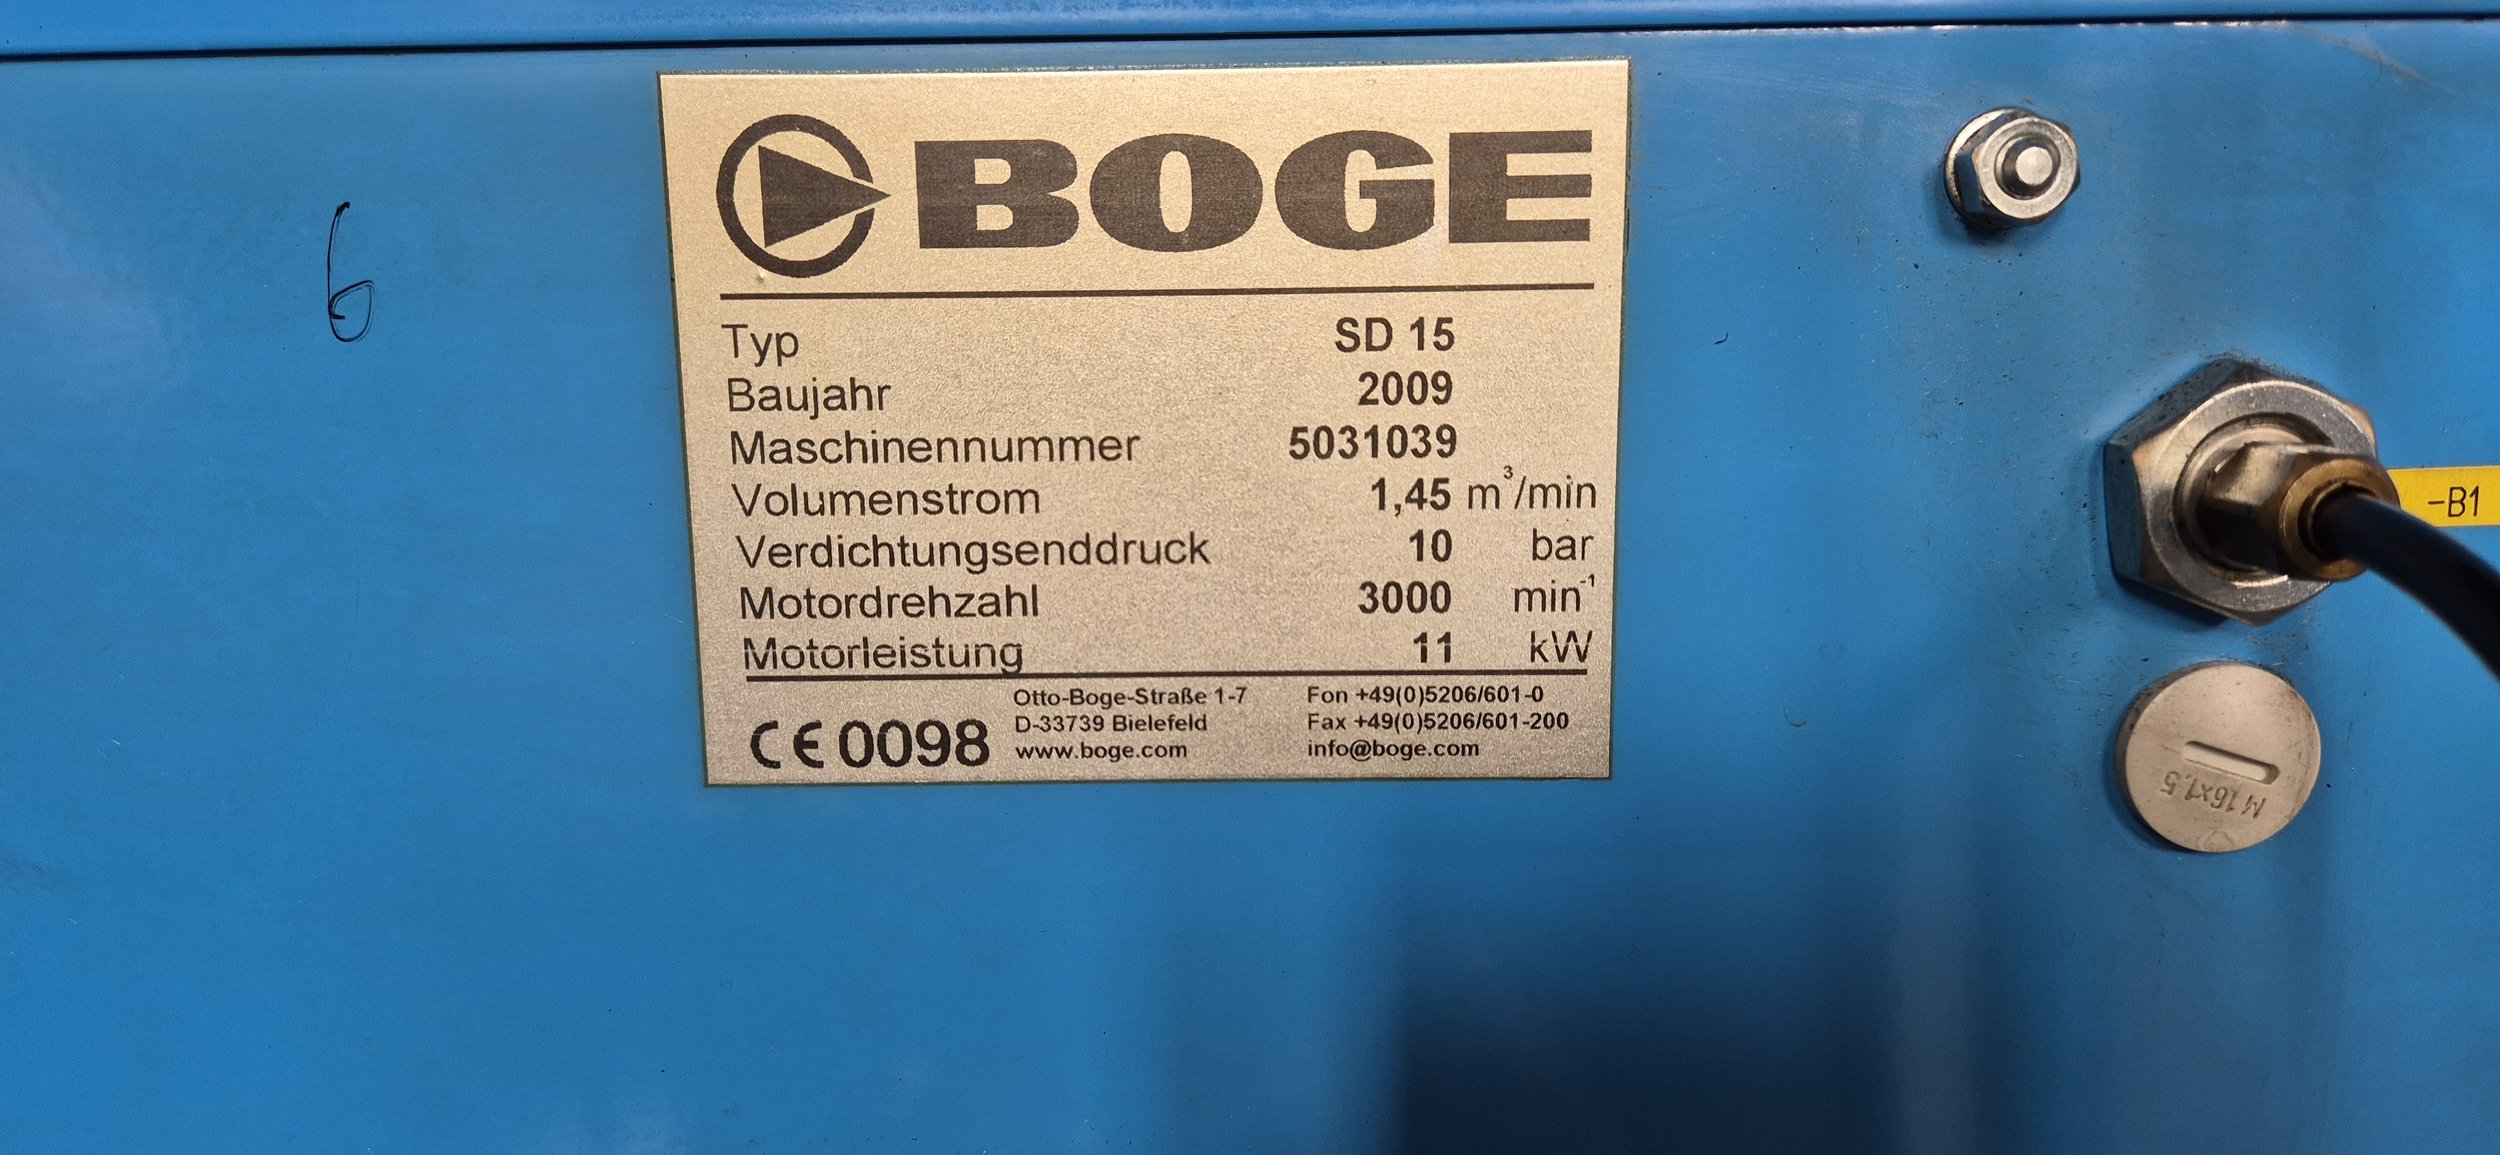 6
BOGE
Typ SD 15
Baujahr 2009
Maschinennummer 5031039
Volumenstrom 1,45 m³/min
Verdichtungsenddruck 10 bar
Motordrehzahl 3000 min⁻¹
Motorleistung 11 kW
CE 0098
Otto-Boge-Straße 1-7
D-33739 Bielefeld
www.boge.com
Fon +49(0)5206/601-0
Fax +49(0)5206/601-200
info@boge.com
-B1
M16x1,5